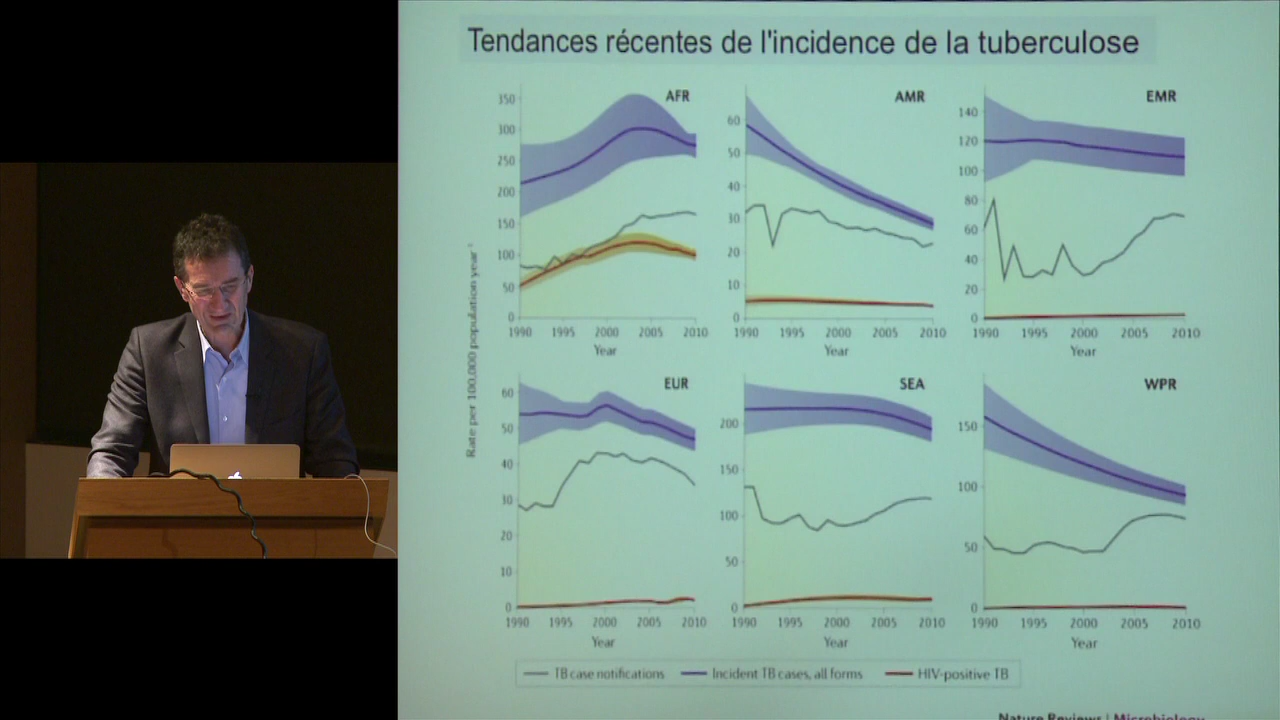 Tendances récentes de l'incidence de la tuberculose
Rate per 100,000 population year⁻¹
AFR
350
300
250
200
150
100
50
0
1990 1995 2000 2005 2010
Year
AMR
60
50
40
30
20
10
0
1990 1995 2000 2005 2010
Year
EMR
140
120
100
80
60
40
20
0
1990 1995 2000 2005 2010
Year
EUR
60
50
40
30
20
10
0
1990 1995 2000 2005 2010
Year
SEA
200
150
100
50
0
1990 1995 2000 2005 2010
Year
WPR
150
100
50
0
1990 1995 2000 2005 2010
Year
TB case notifications Incident TB cases, all forms HIV-positive TB
Nature Reviews | Microbiology